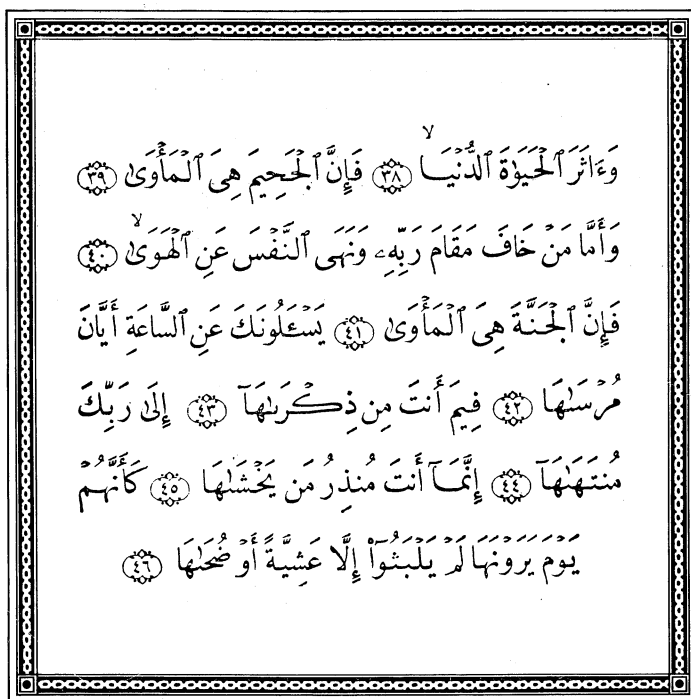 وَءَاثَرَ ٱلْحَيَوٰةَ ٱلدُّنْيَا ۙ ٣٨ فَإِنَّ ٱلْجَحِيمَ هِىَ ٱلْمَأْوَىٰ ٣٩
وَأَمَّا مَنْ خَافَ مَقَامَ رَبِّهِۦ وَنَهَى ٱلنَّفْسَ عَنِ ٱلْهَوَىٰ ۙ ٤٠
فَإِنَّ ٱلْجَنَّةَ هِىَ ٱلْمَأْوَىٰ ٤١ يَسْـَٔلُونَكَ عَنِ ٱلسَّاعَةِ أَيَّانَ
مُرْسَىٰهَا ٤٢ فِيمَ أَنتَ مِن ذِكْرَىٰهَآ ٤٣ إِلَىٰ رَبِّكَ
مُنتَهَىٰهَآ ٤٤ إِنَّمَآ أَنتَ مُنذِرُ مَن يَخْشَىٰهَا ٤٥ كَأَنَّهُمْ
يَوْمَ يَرَوْنَهَا لَمْ يَلْبَثُوٓا۟ إِلَّا عَشِيَّةً أَوْ ضُحَىٰهَا ٤٦